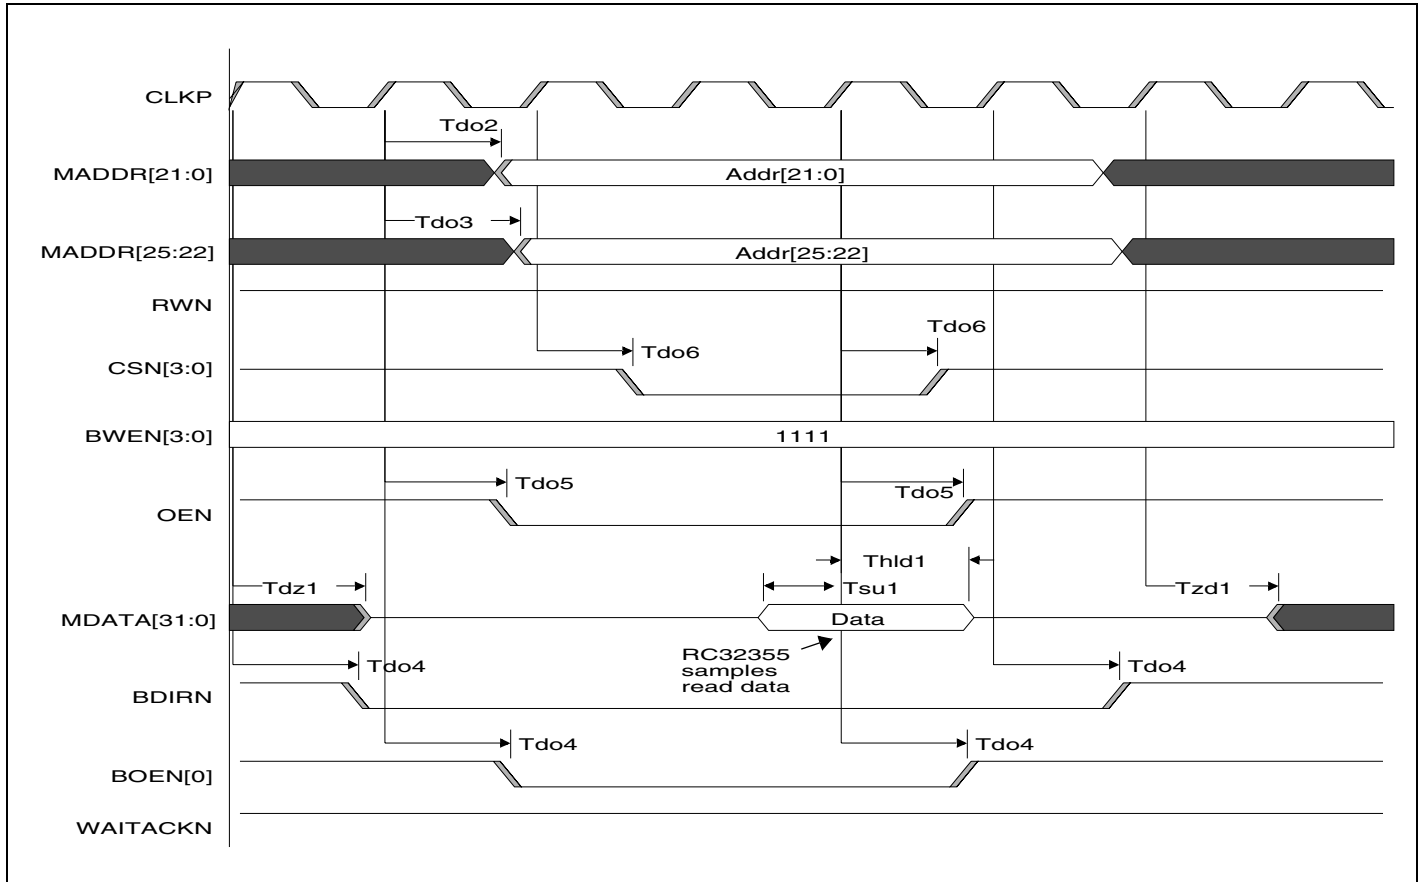 CLKP
Tdo2
MADDR[21:0]
Addr[21:0]
Tdo3
MADDR[25:22]
Addr[25:22]
RWN
Tdo6
Tdo6
CSN[3:0]
BWEN[3:0]
1111
Tdo5
Tdo5
OEN
Thld1
Tdz1
Tsu1
Tzd1
MDATA[31:0]
Data
RC32355
samples
read data
Tdo4
Tdo4
BDIRN
Tdo4
Tdo4
BOEN[0]
WAITACKN